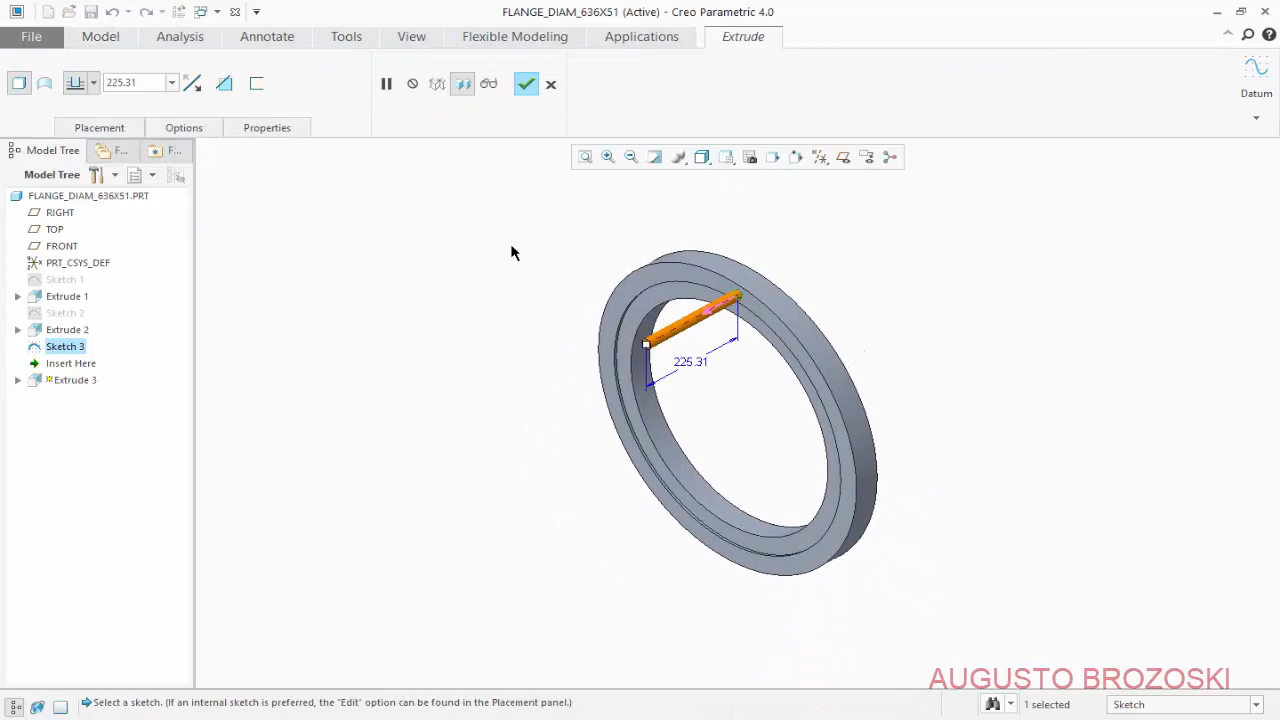 FLANGE_DIAM_636X51 (Active) - Creo Parametric 4.0
File Model Analysis Annotate Tools View Flexible Modeling Applications Extrude
225.31
Datum
Placement Options Properties
Model Tree F... F...
Model Tree
FLANGE_DIAM_636X51.PRT
RIGHT
TOP
FRONT
PRT_CSYS_DEF
Sketch 1
Extrude 1
Sketch 2
Extrude 2
Sketch 3
Insert Here
Extrude 3
225.31
AUGUSTO BROZOSKI
Select a sketch. (If an internal sketch is preferred, the "Edit" option can be found in the Placement panel.) 1 selected Sketch